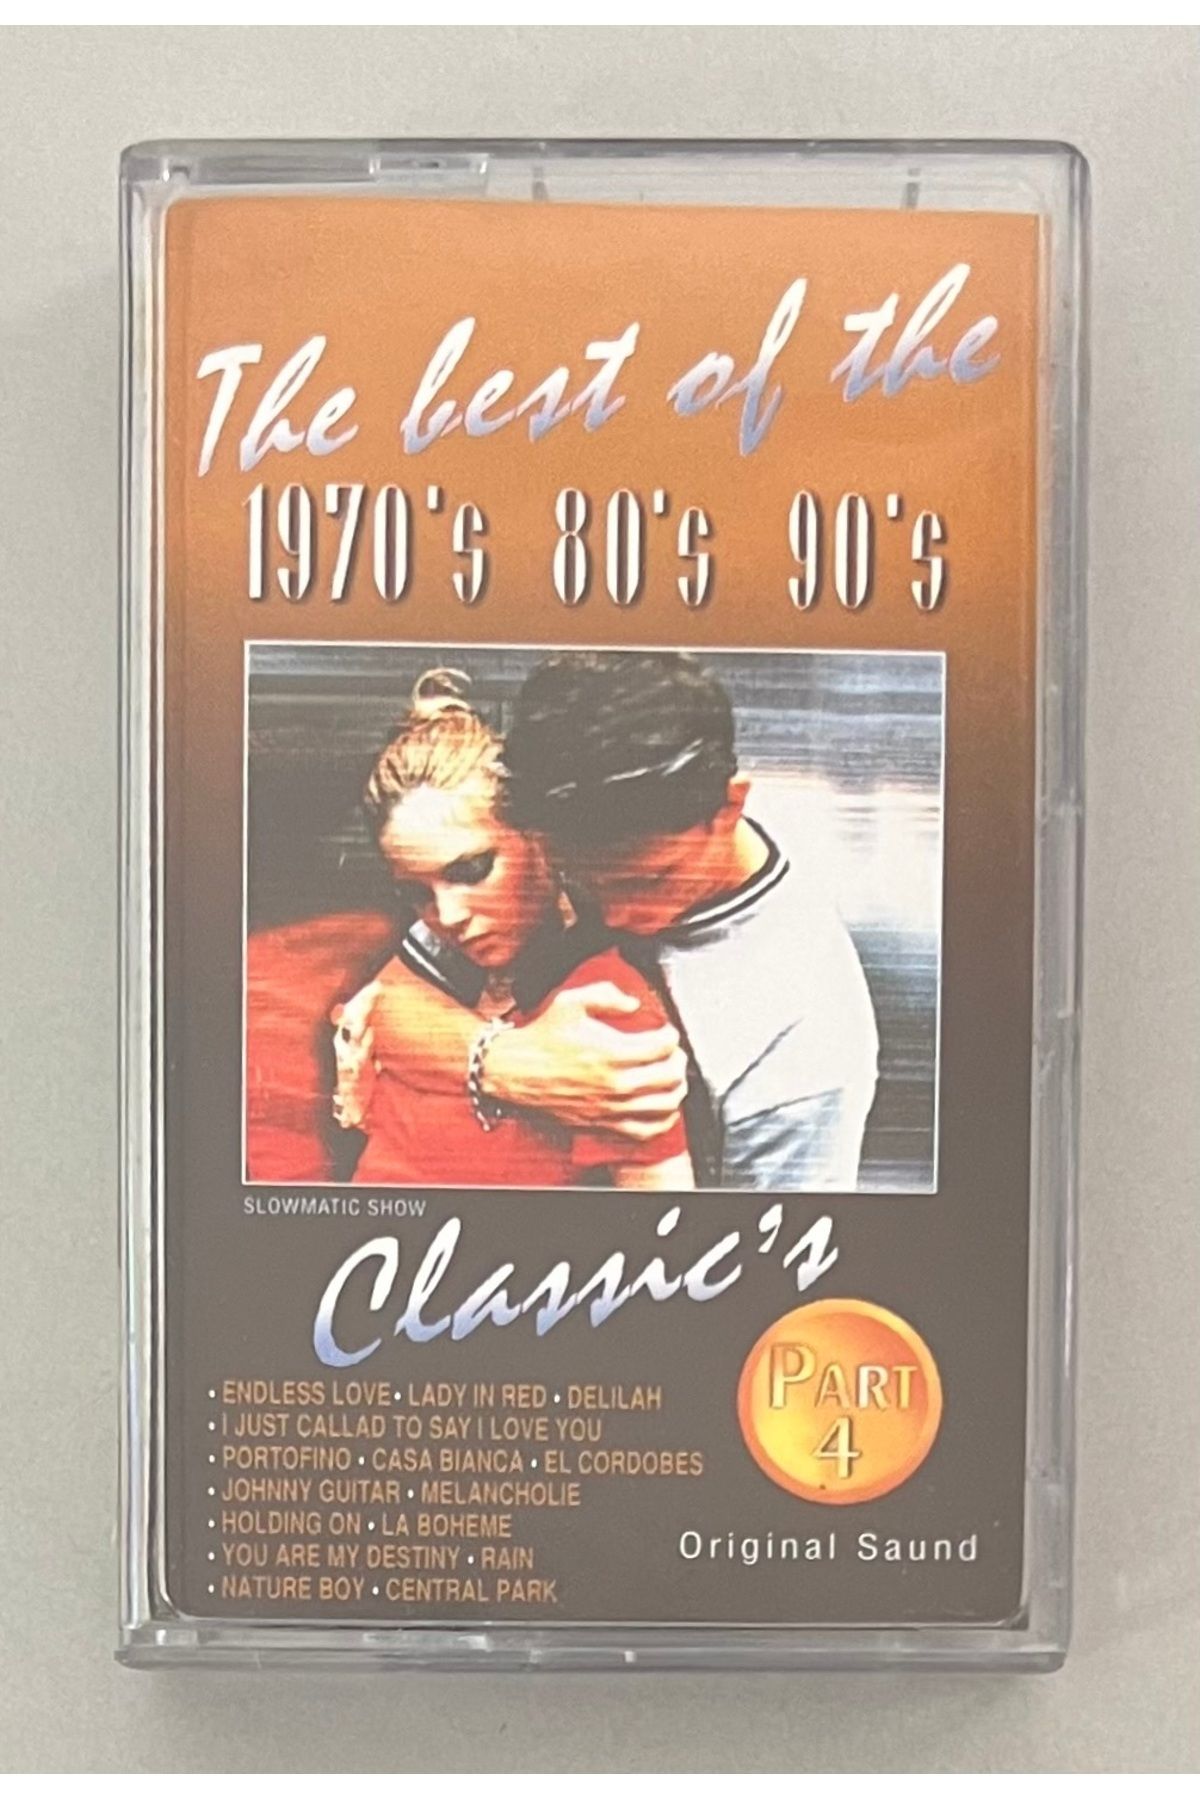 The best of the
1970's 80's 90's
SLOWMATIC SHOW
Classic's
PART
4
• ENDLESS LOVE • LADY IN RED • DELILAH
• I JUST CALLAD TO SAY I LOVE YOU
• PORTOFINO • CASA BIANCA • EL CORDOBES
• JOHNNY GUITAR • MELANCHOLIE
• HOLDING ON • LA BOHEME
• YOU ARE MY DESTINY • RAIN
• NATURE BOY • CENTRAL PARK
Original Saund